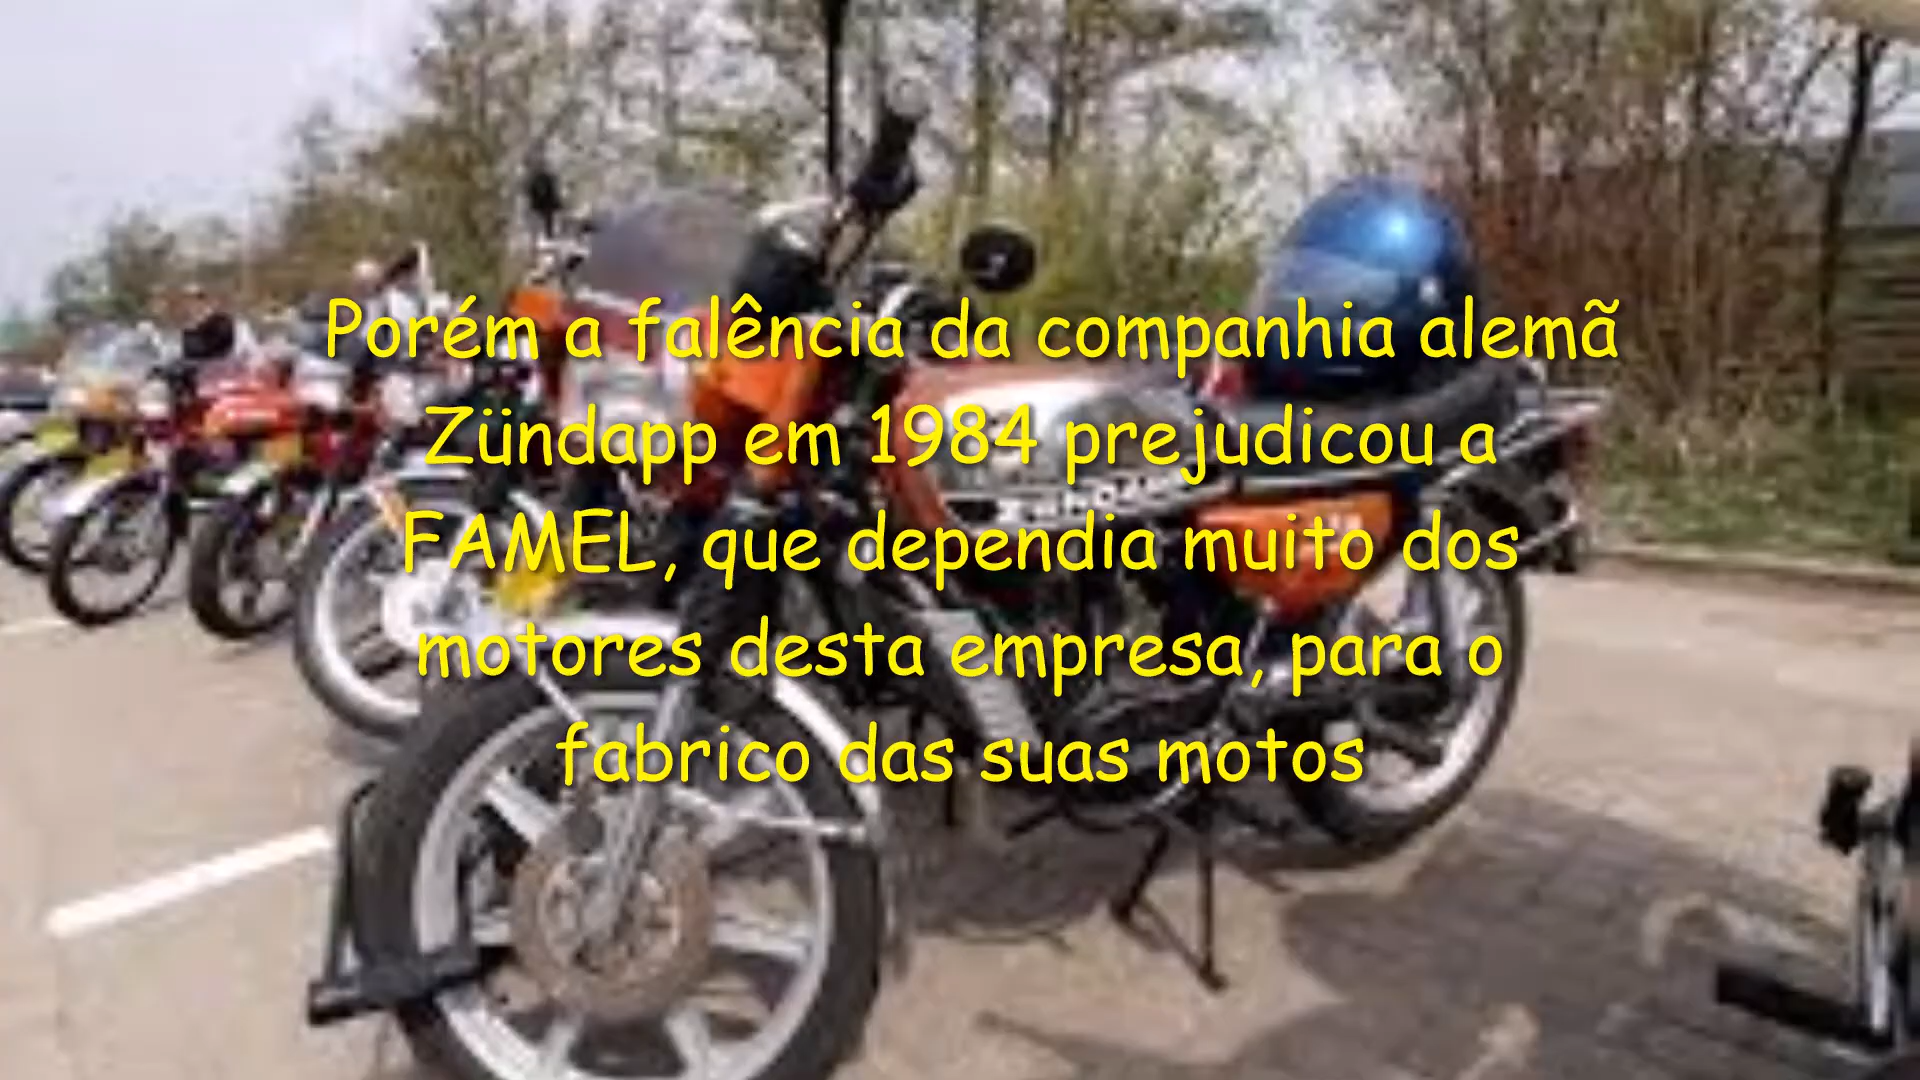 Porém a falência da companhia alemã
Zündapp em 1984 prejudicou a
FAMEL, que dependia muito dos
motores desta empresa, para o
fabrico das suas motos
ZÜNDAPP